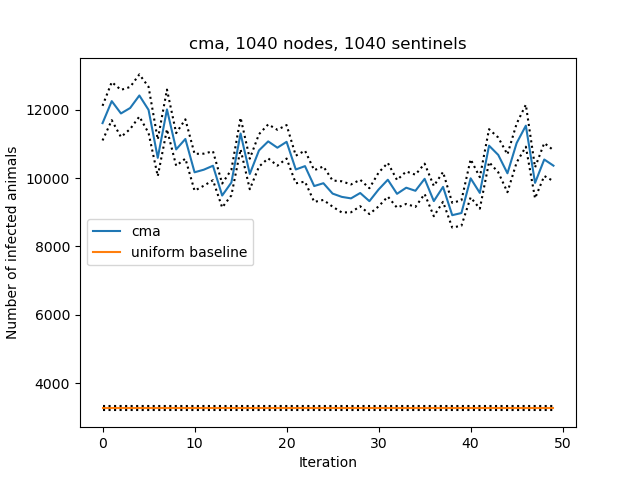 cma, 1040 nodes, 1040 sentinels
Number of infected animals
12000
10000
8000
6000
4000
cma
uniform baseline
0
10
20
30
40
50
Iteration